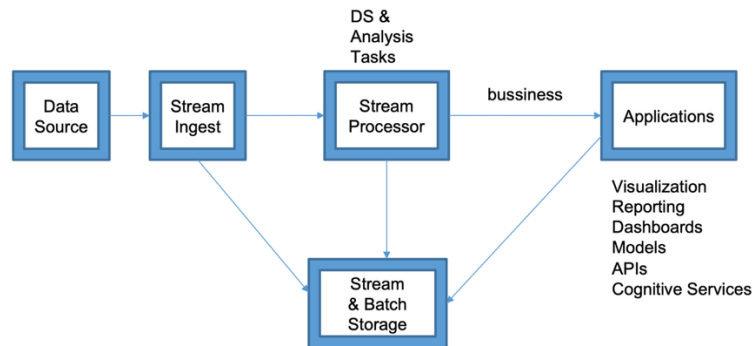 DS &
Analysis
Tasks
Data
Source
Stream
Ingest
Stream
Processor
bussiness
Applications
Visualization
Reporting
Dashboards
Models
APIs
Cognitive Services
Stream
& Batch
Storage